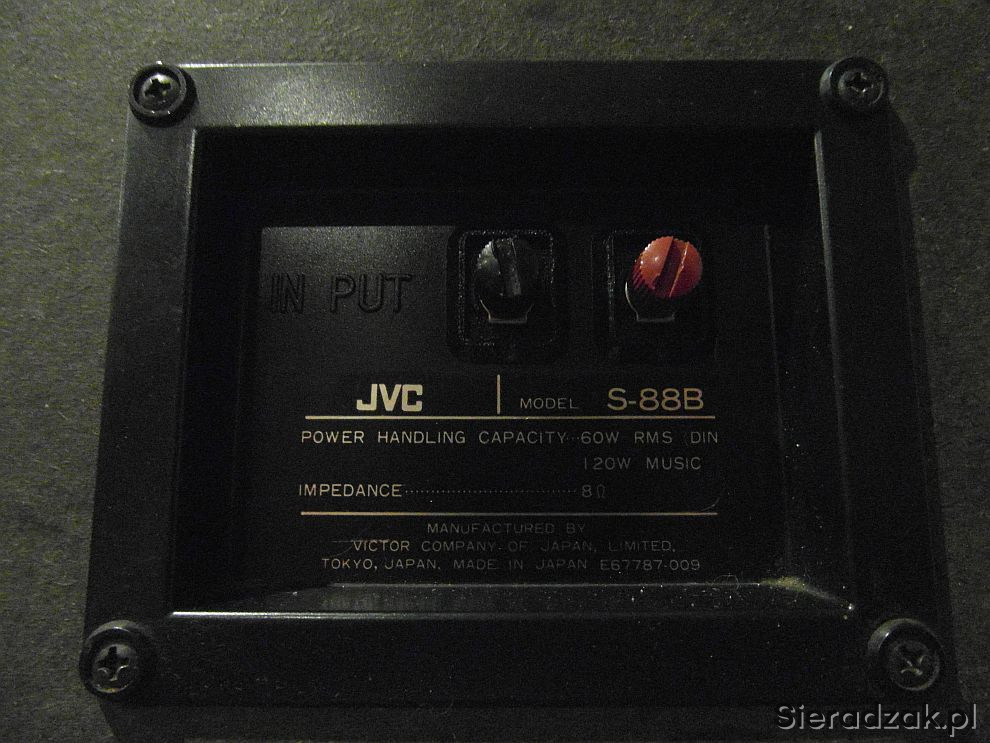 IN PUT
JVC MODEL S-88B
POWER HANDLING CAPACITY··60W RMS (DIN
120W MUSIC
IMPEDANCE····························8Ω
MANUFACTURED BY
VICTOR COMPANY OF JAPAN, LIMITED,
TOKYO, JAPAN, MADE IN JAPAN E67787-009
Sieradzak.pl